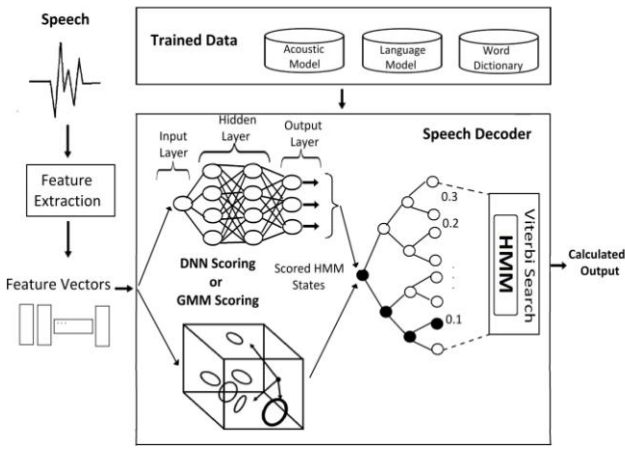 Speech
Trained Data
Acoustic
Model
Language
Model
Word
Dictionary
Feature
Extraction
Feature Vectors
...
Input
Layer
Hidden
Layer
Output
Layer
Speech Decoder
DNN Scoring
or
GMM Scoring
Scored HMM
States
0.3
0.2
0.1
Viterbi Search
HMM
Calculated
Output